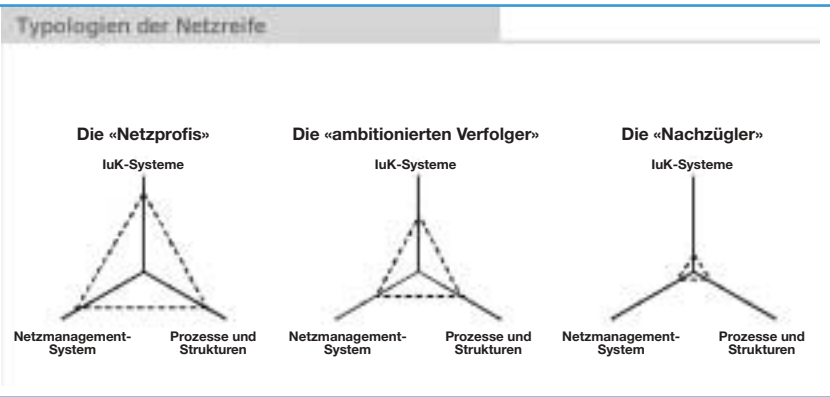 Typologien der Netzreife
Die «Netzprofis»
IuK-Systeme
Netzmanagement-
System
Prozesse und
Strukturen
Die «ambitionierten Verfolger»
IuK-Systeme
Netzmanagement-
System
Prozesse und
Strukturen
Die «Nachzügler»
IuK-Systeme
Netzmanagement-
System
Prozesse und
Strukturen